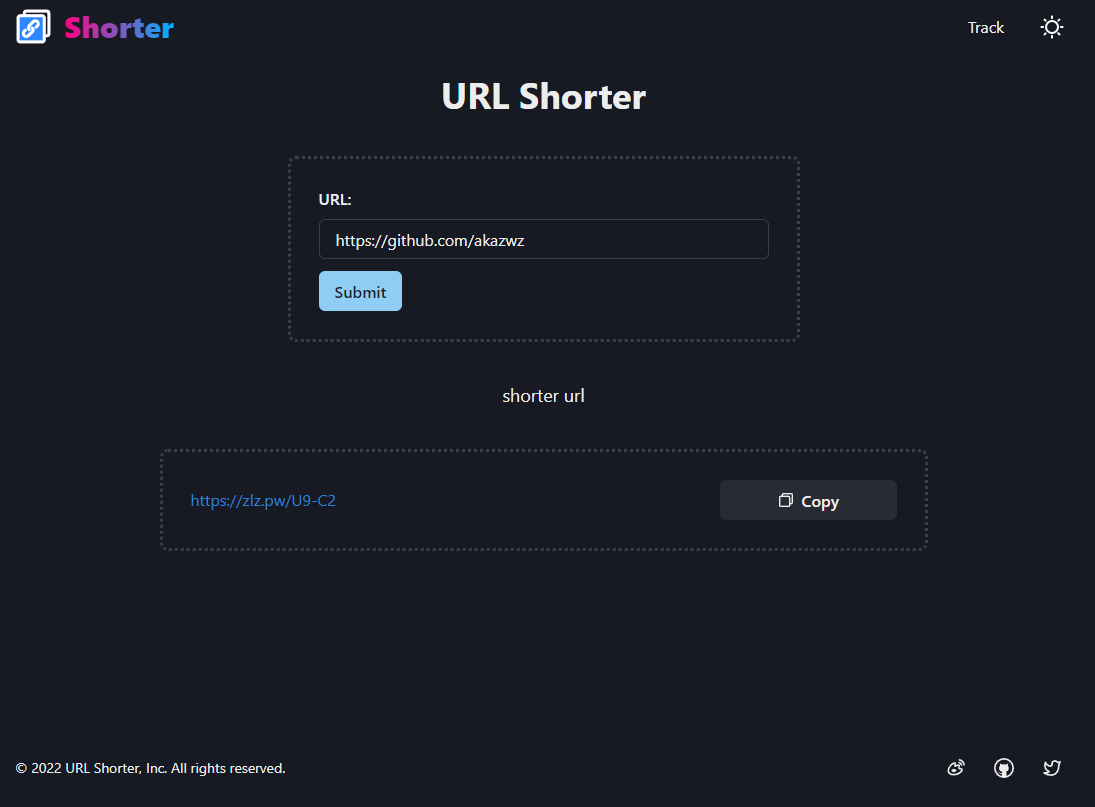 Shorter
Track
URL Shorter
URL:
https://github.com/akazwz
Submit
shorter url
https://zlz.pw/U9-C2
Copy
© 2022 URL Shorter, Inc. All rights reserved.